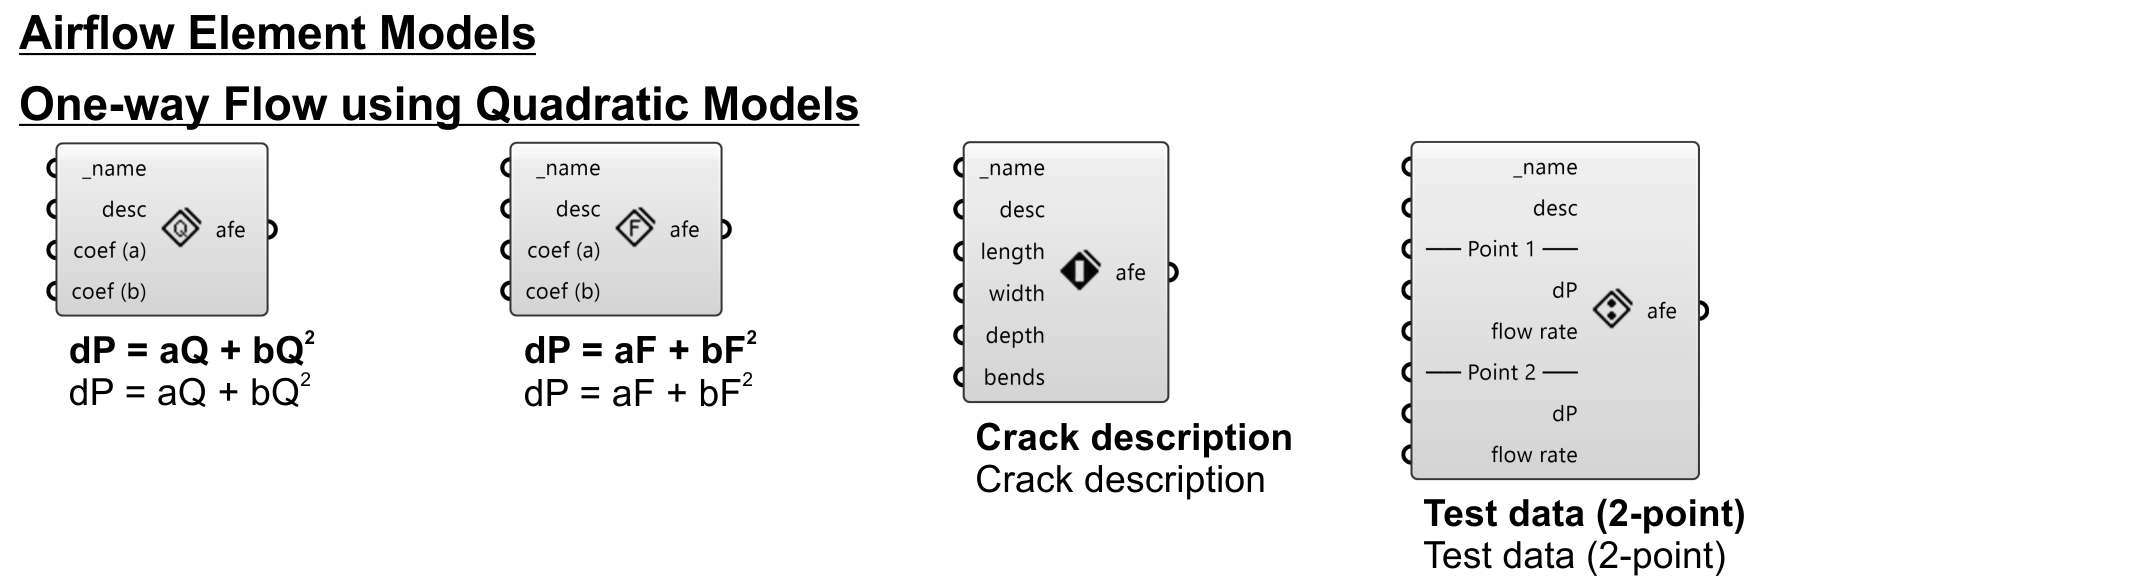 Airflow Element Models
One-way Flow using Quadratic Models
_name
desc
coef (a)
coef (b)
Q
afe
dP = aQ + bQ²
dP = aQ + bQ²
_name
desc
coef (a)
coef (b)
F
afe
dP = aF + bF²
dP = aF + bF²
_name
desc
length
width
depth
bends
afe
Crack description
Crack description
_name
desc
—— Point 1 ——
dP
flow rate
—— Point 2 ——
dP
flow rate
afe
Test data (2-point)
Test data (2-point)